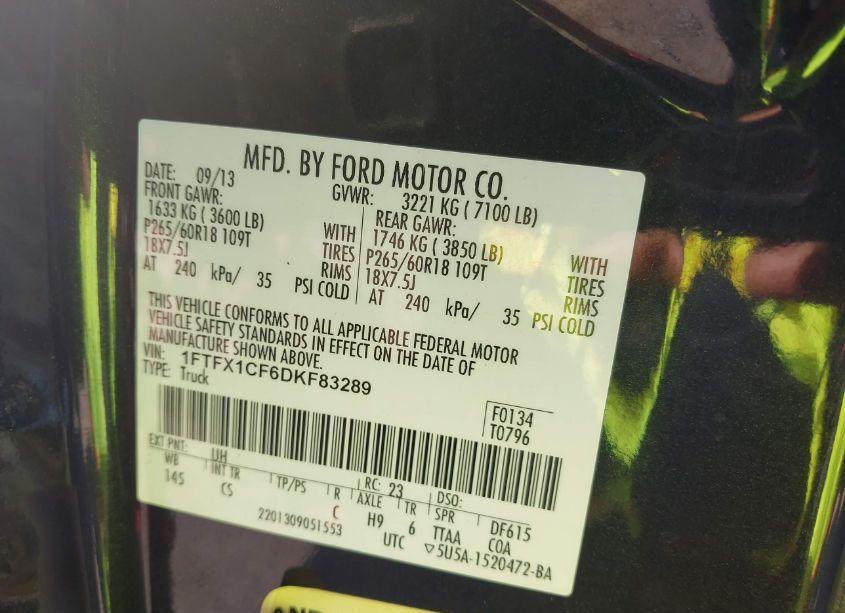 MFD. BY FORD MOTOR CO.
DATE: 09/13 GVWR: 3221 KG ( 7100 LB)
FRONT GAWR: REAR GAWR:
1633 KG ( 3600 LB) WITH 1746 KG ( 3850 LB) WITH
P265/60R18 109T TIRES P265/60R18 109T TIRES
18X7.5J RIMS 18X7.5J RIMS
AT 240 kPa/ 35 PSI COLD AT 240 kPa/ 35 PSI COLD
THIS VEHICLE CONFORMS TO ALL APPLICABLE FEDERAL MOTOR
VEHICLE SAFETY STANDARDS IN EFFECT ON THE DATE OF
MANUFACTURE SHOWN ABOVE.
VIN: 1FTFX1CF6DKF83289
TYPE: Truck
F0134
T0796
EXT PNT: UH RC: 23 DSO:
WB INT TR TP/PS R AXLE TR SPR DF615
145 CS C H9 6 TTAA COA
2201309051553 UTC ▽5U5A-1520472-BA